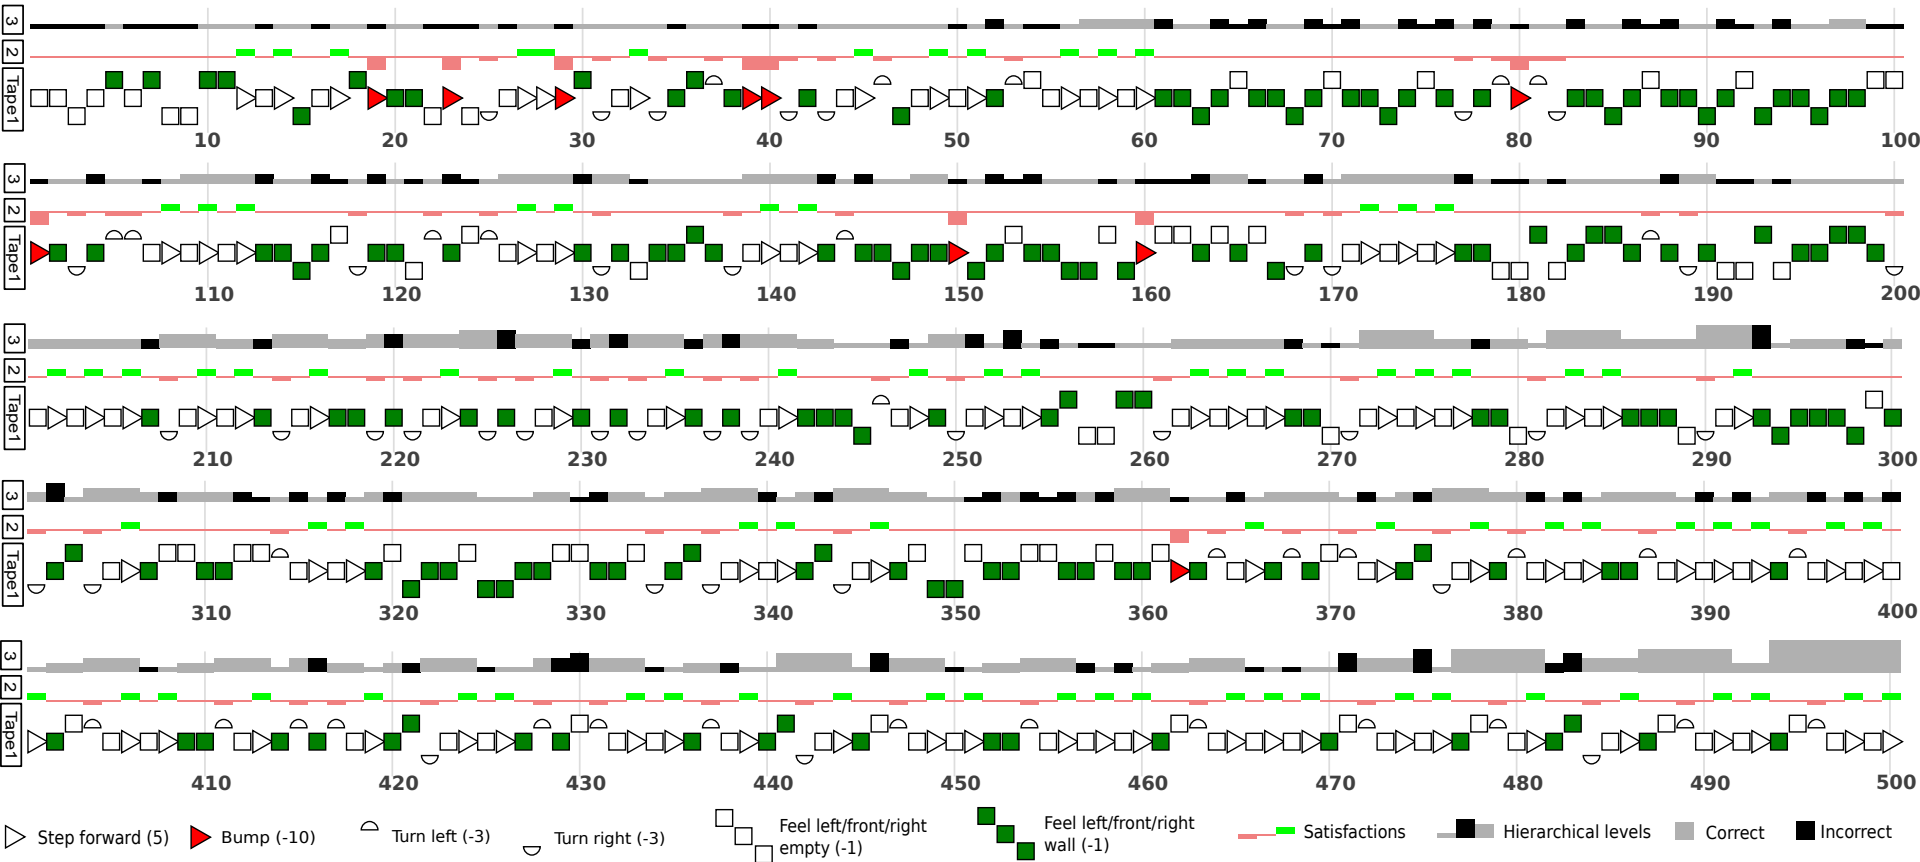 3
2
Tape1
10 20 30 40 50 60 70 80 90 100
3
2
Tape1
110 120 130 140 150 160 170 180 190 200
3
2
Tape1
210 220 230 240 250 260 270 280 290 300
3
2
Tape1
310 320 330 340 350 360 370 380 390 400
3
2
Tape1
410 420 430 440 450 460 470 480 490 500
Step forward (5) Bump (-10) Turn left (-3) Turn right (-3) Feel left/front/right
empty (-1) Feel left/front/right
wall (-1) Satisfactions Hierarchical levels Correct Incorrect